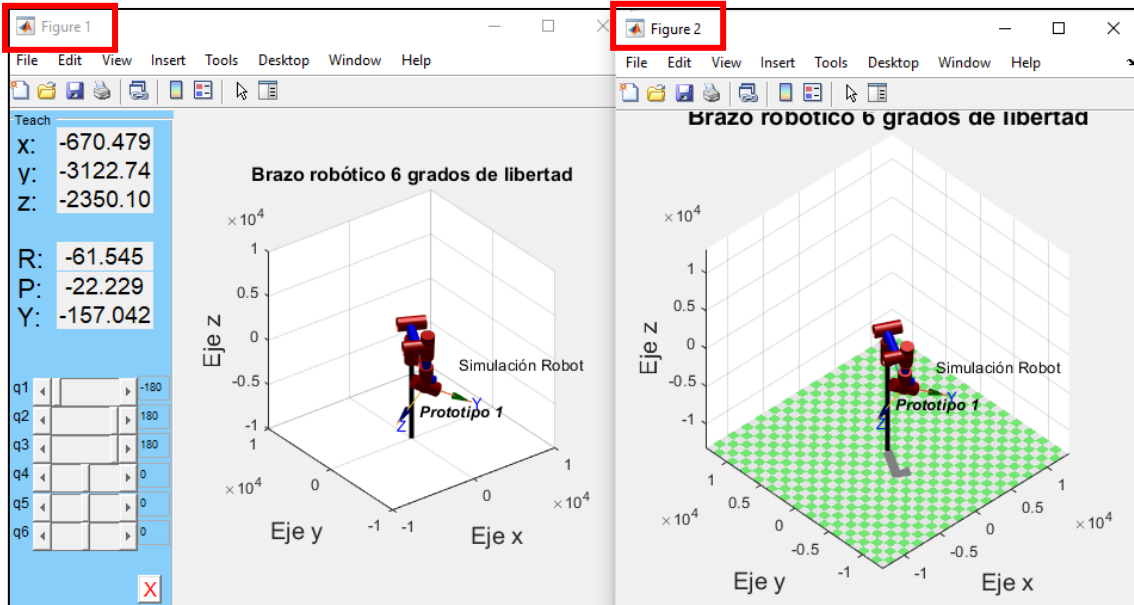 Figure 1
File Edit View Insert Tools Desktop Window Help
Teach
x: -670.479
y: -3122.74
z: -2350.10
R: -61.545
P: -22.229
Y: -157.042
q1 -180
q2 180
q3 180
q4 0
q5 0
q6 0
X
Brazo robótico 6 grados de libertad
×10⁴
1
0.5
0
-0.5
-1
Eje z
Simulación Robot
Prototipo 1
Y
Z
1
0
-1
×10⁴
Eje y
-1
0
1
×10⁴
Eje x
Figure 2
File Edit View Insert Tools Desktop Window Help
Brazo robótico 6 grados de libertad
×10⁴
1
0.5
0
-0.5
-1
Eje z
Simulación Robot
Prototipo 1
Y
Z
1
0.5
0
-0.5
-1
×10⁴
Eje y
-1
-0.5
0
0.5
1
×10⁴
Eje x